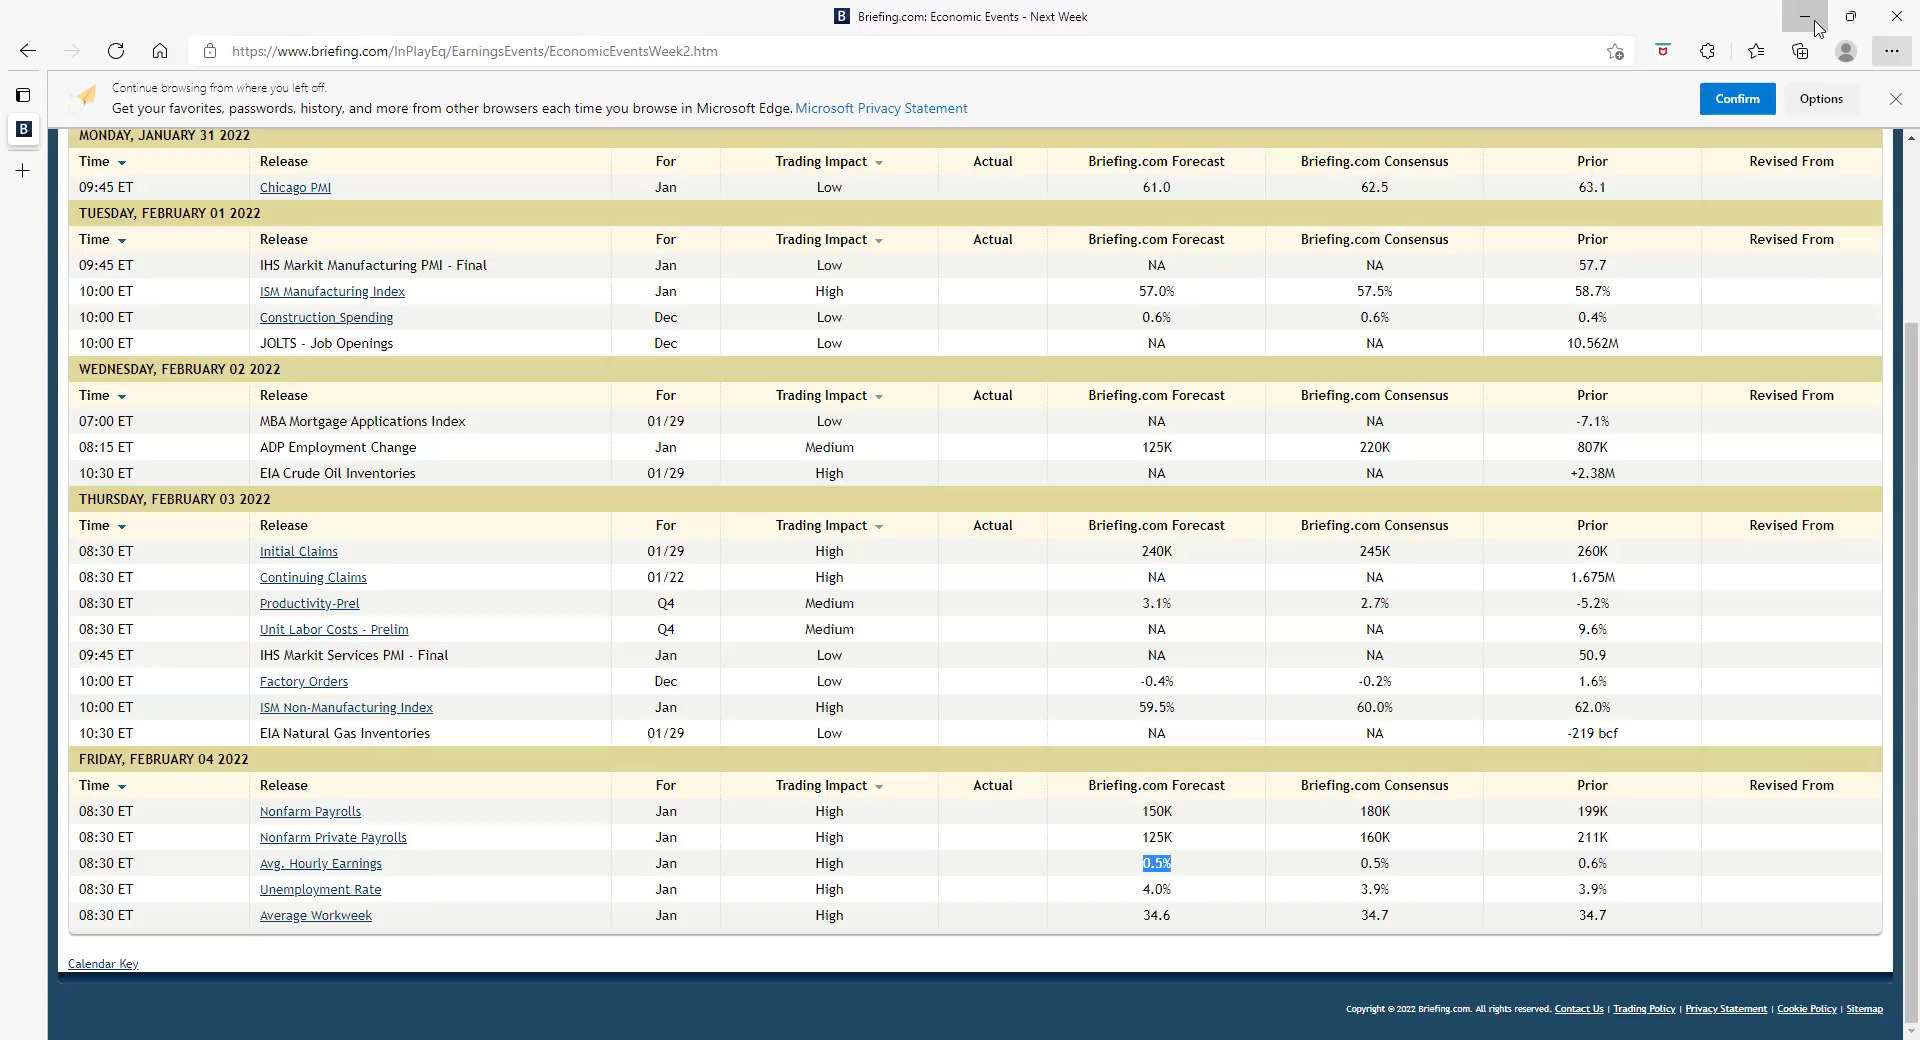 Briefing.com: Economic Events - Next Week
https://www.briefing.com/InPlayEq/EarningsEvents/EconomicEventsWeek2.htm
Continue browsing from where you left off.
Get your favorites, passwords, history, and more from other browsers each time you browse in Microsoft Edge. Microsoft Privacy Statement
Confirm
Options
MONDAY, JANUARY 31 2022
Time Release For Trading Impact Actual Briefing.com Forecast Briefing.com Consensus Prior Revised From
09:45 ET Chicago PMI Jan Low 61.0 62.5 63.1
TUESDAY, FEBRUARY 01 2022
Time Release For Trading Impact Actual Briefing.com Forecast Briefing.com Consensus Prior Revised From
09:45 ET IHS Markit Manufacturing PMI - Final Jan Low NA NA 57.7
10:00 ET ISM Manufacturing Index Jan High 57.0% 57.5% 58.7%
10:00 ET Construction Spending Dec Low 0.6% 0.6% 0.4%
10:00 ET JOLTS - Job Openings Dec Low NA NA 10.562M
WEDNESDAY, FEBRUARY 02 2022
Time Release For Trading Impact Actual Briefing.com Forecast Briefing.com Consensus Prior Revised From
07:00 ET MBA Mortgage Applications Index 01/29 Low NA NA -7.1%
08:15 ET ADP Employment Change Jan Medium 125K 220K 807K
10:30 ET EIA Crude Oil Inventories 01/29 High NA NA +2.38M
THURSDAY, FEBRUARY 03 2022
Time Release For Trading Impact Actual Briefing.com Forecast Briefing.com Consensus Prior Revised From
08:30 ET Initial Claims 01/29 High 240K 245K 260K
08:30 ET Continuing Claims 01/22 High NA NA 1.675M
08:30 ET Productivity-Prel Q4 Medium 3.1% 2.7% -5.2%
08:30 ET Unit Labor Costs - Prelim Q4 Medium NA NA 9.6%
09:45 ET IHS Markit Services PMI - Final Jan Low NA NA 50.9
10:00 ET Factory Orders Dec Low -0.4% -0.2% 1.6%
10:00 ET ISM Non-Manufacturing Index Jan High 59.5% 60.0% 62.0%
10:30 ET EIA Natural Gas Inventories 01/29 Low NA NA -219 bcf
FRIDAY, FEBRUARY 04 2022
Time Release For Trading Impact Actual Briefing.com Forecast Briefing.com Consensus Prior Revised From
08:30 ET Nonfarm Payrolls Jan High 150K 180K 199K
08:30 ET Nonfarm Private Payrolls Jan High 125K 160K 211K
08:30 ET Avg. Hourly Earnings Jan High 0.5% 0.5% 0.6%
08:30 ET Unemployment Rate Jan High 4.0% 3.9% 3.9%
08:30 ET Average Workweek Jan High 34.6 34.7 34.7
Calendar Key
Copyright © 2022 Briefing.com. All rights reserved. Contact Us | Trading Policy | Privacy Statement | Cookie Policy | Sitemap